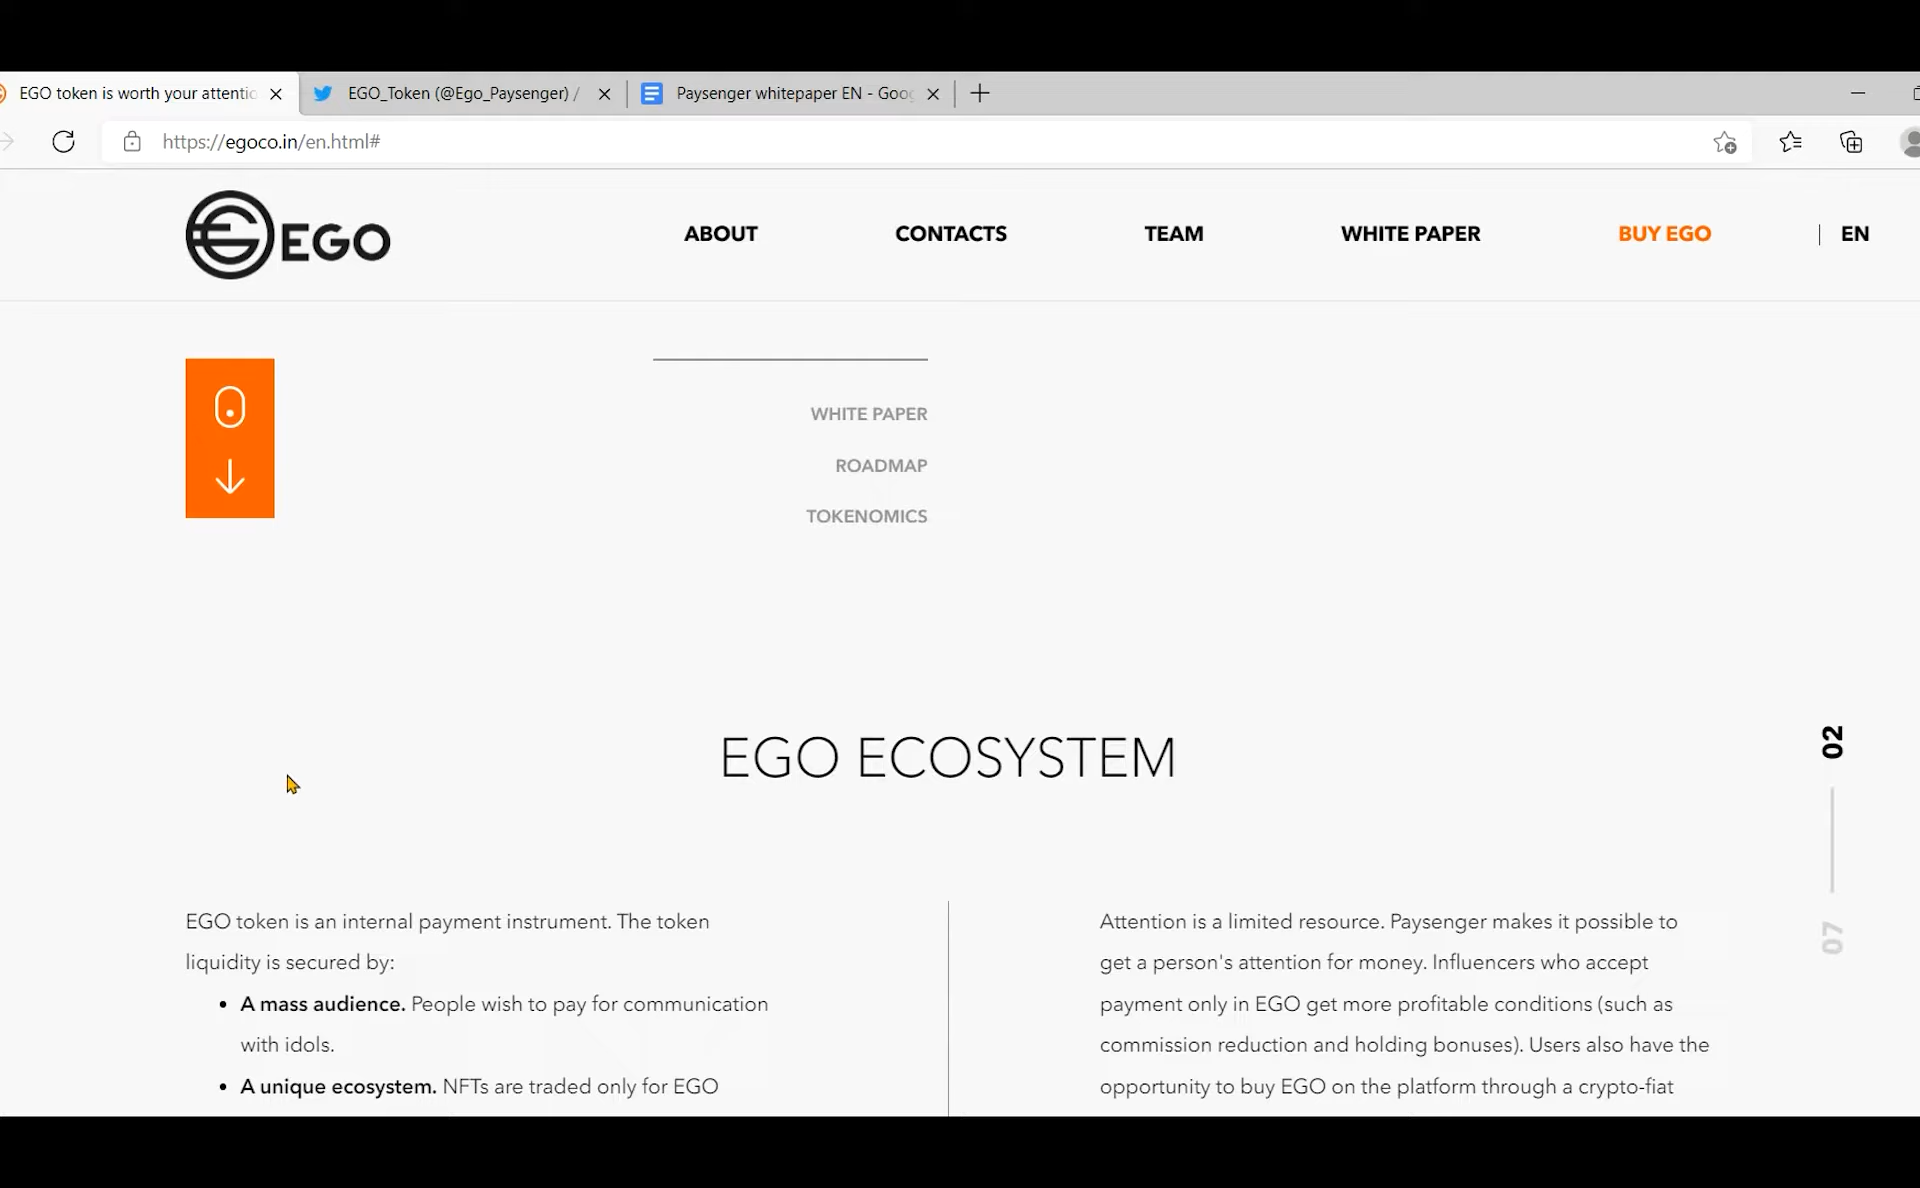 EGO token is worth your attentic
EGO_Token (@Ego_Paysenger) /
Paysenger whitepaper EN - Goo
https://egoco.in/en.html#
EGO
ABOUT
CONTACTS
TEAM
WHITE PAPER
BUY EGO
EN
WHITE PAPER
ROADMAP
TOKENOMICS
EGO ECOSYSTEM
02
07
EGO token is an internal payment instrument. The token
liquidity is secured by:
• A mass audience. People wish to pay for communication
with idols.
• A unique ecosystem. NFTs are traded only for EGO
Attention is a limited resource. Paysenger makes it possible to
get a person's attention for money. Influencers who accept
payment only in EGO get more profitable conditions (such as
commission reduction and holding bonuses). Users also have the
opportunity to buy EGO on the platform through a crypto-fiat